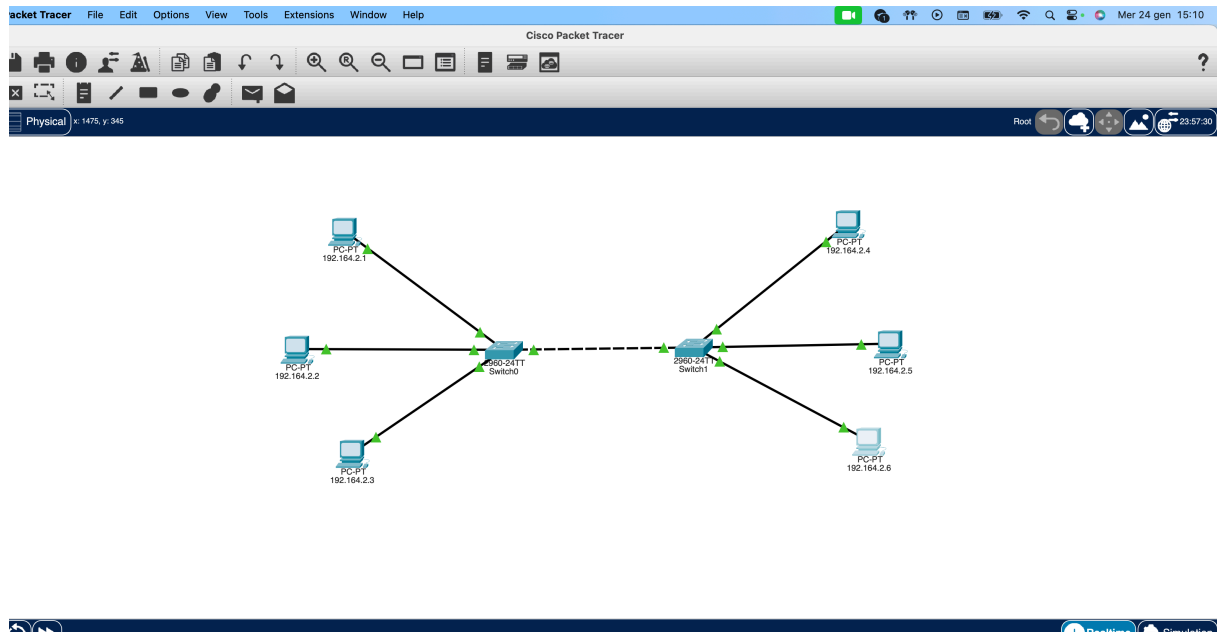 acket Tracer File Edit Options View Tools Extensions Window Help Mer 24 gen 15:10
Cisco Packet Tracer
?
Physical x: 1475, y: 345 Root 23:57:30
PC-PT
192.164.2.1
PC-PT
192.164.2.4
PC-PT
192.164.2.2
2960-24TT
Switch0
2960-24TT
Switch1
PC-PT
192.164.2.5
PC-PT
192.164.2.3
PC-PT
192.164.2.6
Realtime Simulation